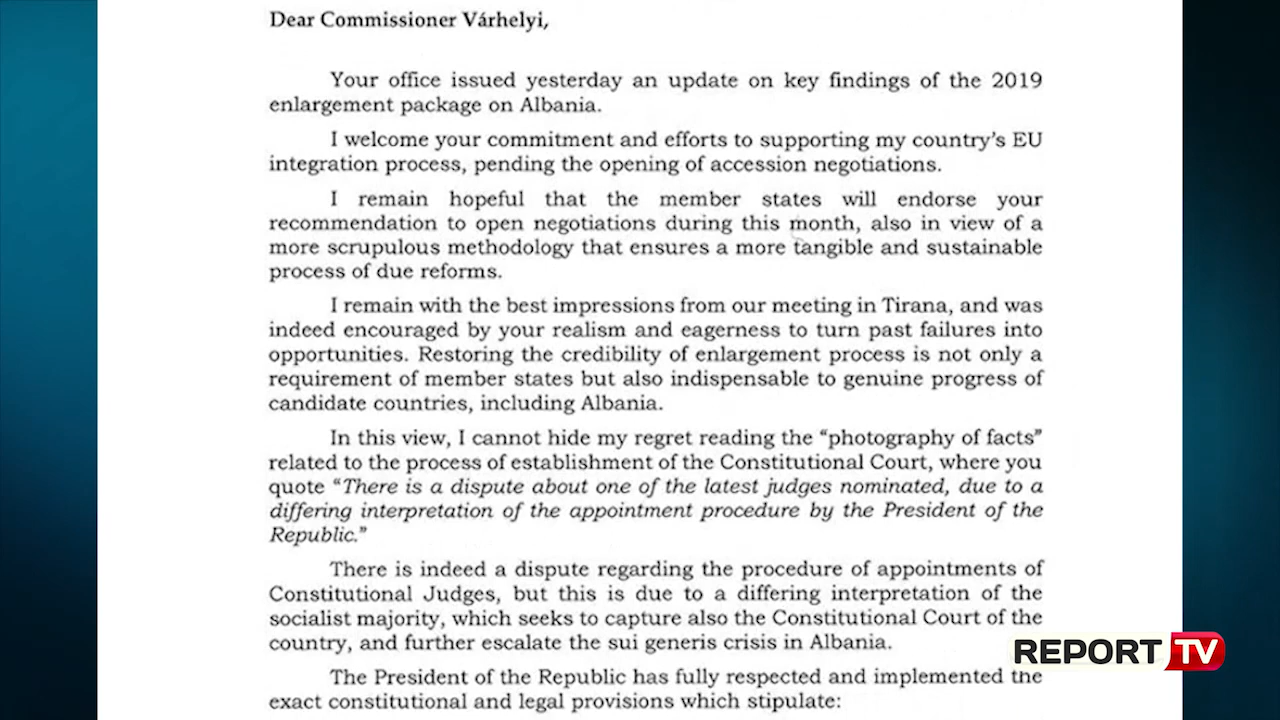 Dear Commissioner Várhelyi,
Your office issued yesterday an update on key findings of the 2019
enlargement package on Albania.
I welcome your commitment and efforts to supporting my country's EU
integration process, pending the opening of accession negotiations.
I remain hopeful that the member states will endorse your
recommendation to open negotiations during this month, also in view of a
more scrupulous methodology that ensures a more tangible and sustainable
process of due reforms.
I remain with the best impressions from our meeting in Tirana, and was
indeed encouraged by your realism and eagerness to turn past failures into
opportunities. Restoring the credibility of enlargement process is not only a
requirement of member states but also indispensable to genuine progress of
candidate countries, including Albania.
In this view, I cannot hide my regret reading the "photography of facts"
related to the process of establishment of the Constitutional Court, where you
quote "There is a dispute about one of the latest judges nominated, due to a
differing interpretation of the appointment procedure by the President of the
Republic."
There is indeed a dispute regarding the procedure of appointments of
Constitutional Judges, but this is due to a differing interpretation of the
socialist majority, which seeks to capture also the Constitutional Court of the
country, and further escalate the sui generis crisis in Albania.
The President of the Republic has fully respected and implemented the
exact constitutional and legal provisions which stipulate:
REPORT TV